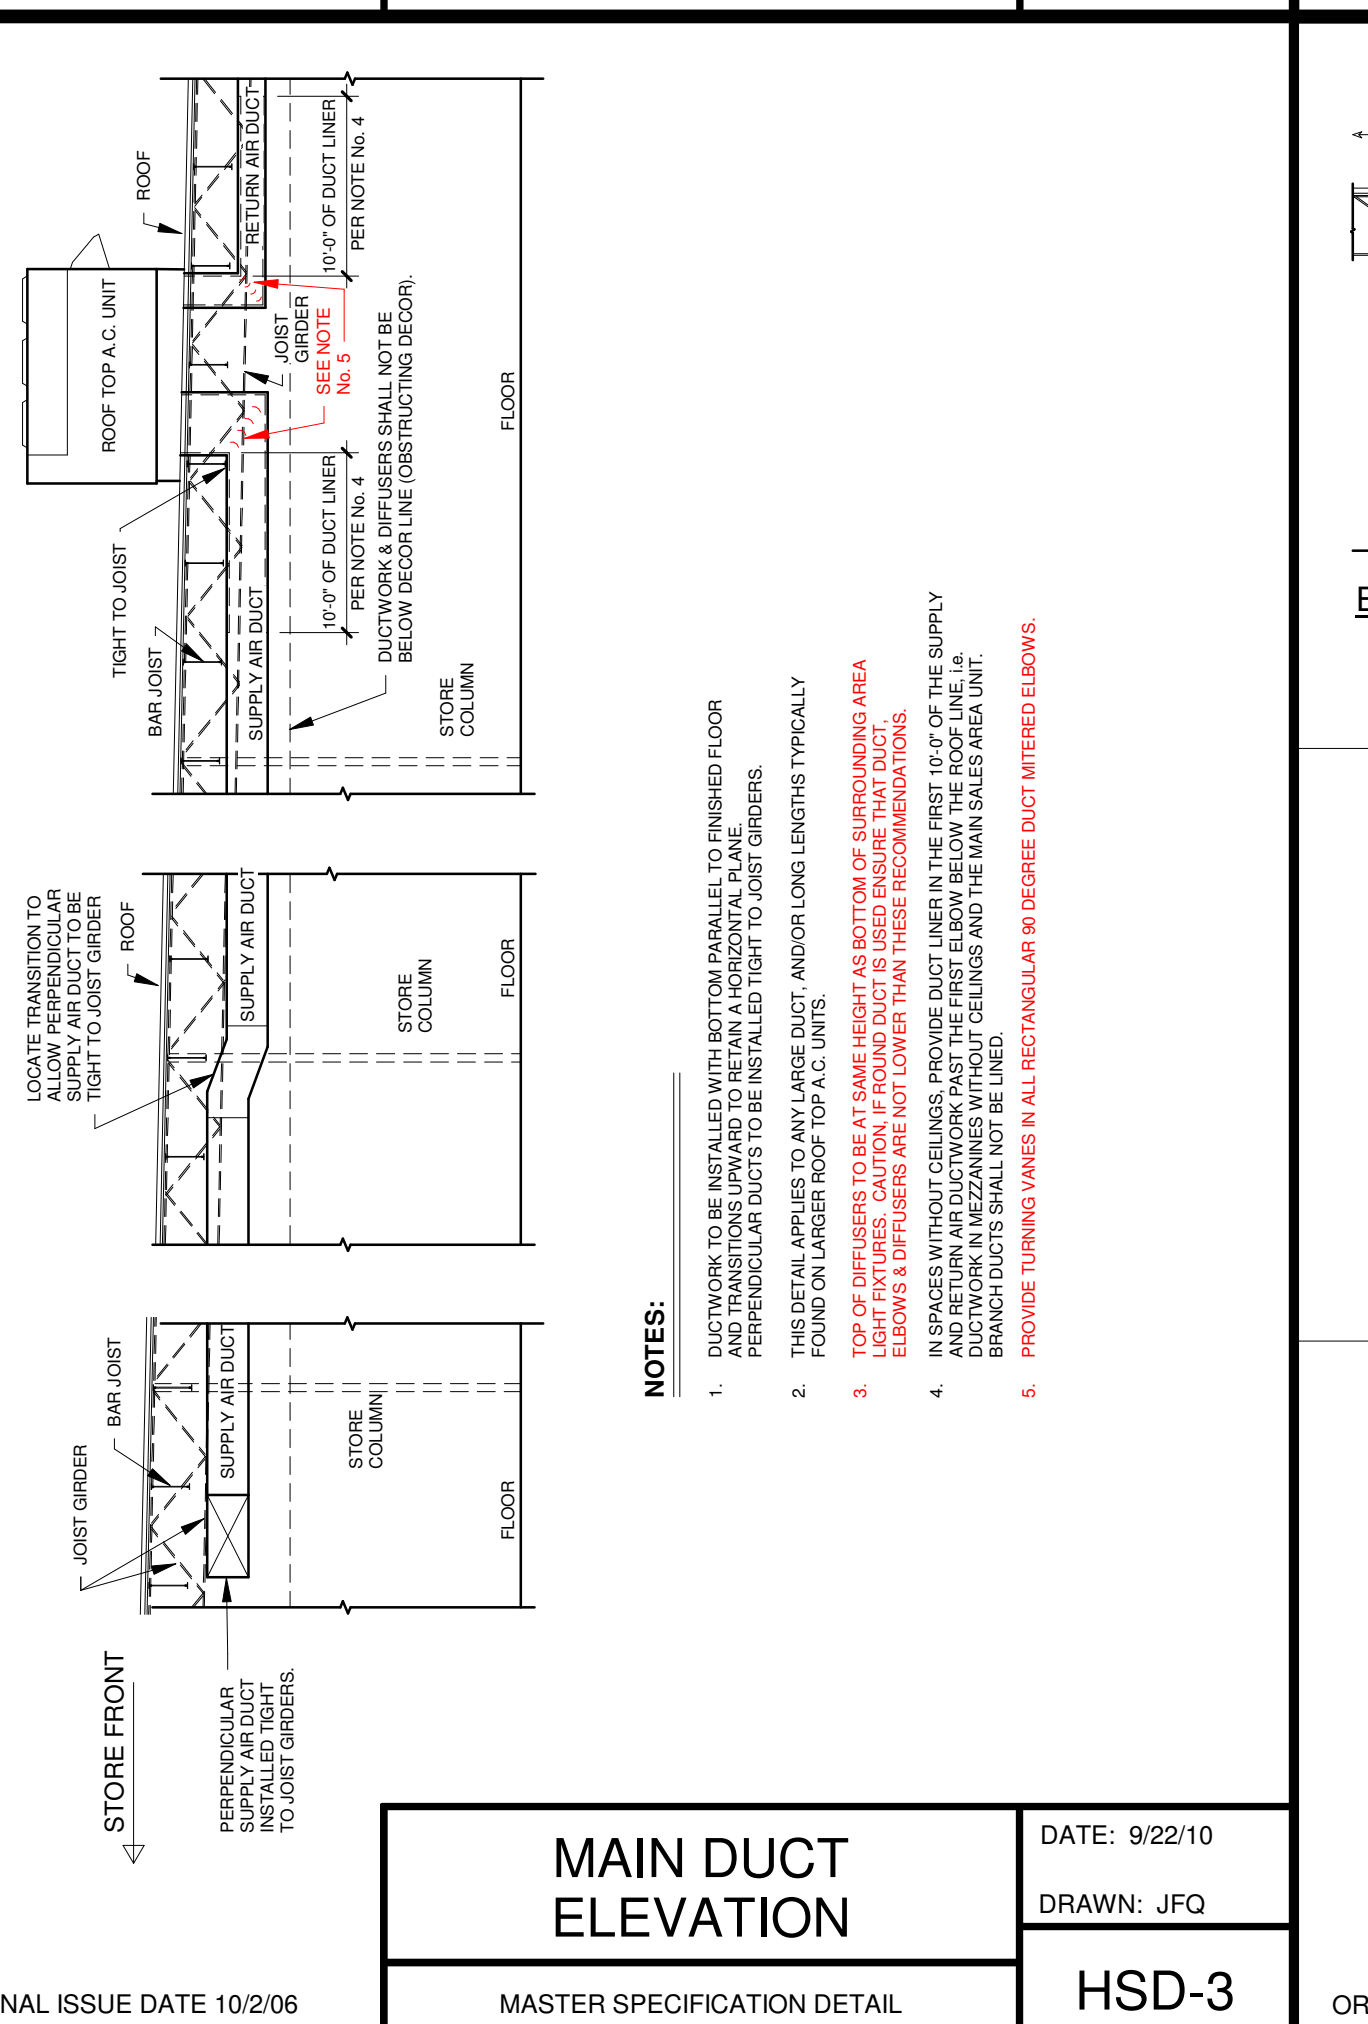 STORE FRONT
PERPENDICULAR
SUPPLY AIR DUCT
INSTALLED TIGHT
TO JOIST GIRDERS.
JOIST GIRDER
BAR JOIST
SUPPLY AIR DUCT
STORE
COLUMN
FLOOR
LOCATE TRANSITION TO
ALLOW PERPENDICULAR
SUPPLY AIR DUCT TO BE
TIGHT TO JOIST GIRDER
ROOF
SUPPLY AIR DUCT
STORE
COLUMN
FLOOR
TIGHT TO JOIST
BAR JOIST
SUPPLY AIR DUCT
10'-0" OF DUCT LINER
PER NOTE No. 4
DUCTWORK & DIFFUSERS SHALL NOT BE
BELOW DECOR LINE (OBSTRUCTING DECOR).
STORE
COLUMN
FLOOR
ROOF TOP A.C. UNIT
ROOF
JOIST
GIRDER
SEE NOTE
No. 5
RETURN AIR DUCT
10'-0" OF DUCT LINER
PER NOTE No. 4
NOTES:
1. DUCTWORK TO BE INSTALLED WITH BOTTOM PARALLEL TO FINISHED FLOOR
AND TRANSITIONS UPWARD TO RETAIN A HORIZONTAL PLANE.
PERPENDICULAR DUCTS TO BE INSTALLED TIGHT TO JOIST GIRDERS.
2. THIS DETAIL APPLIES TO ANY LARGE DUCT, AND/OR LONG LENGTHS TYPICALLY
FOUND ON LARGER ROOF TOP A.C. UNITS.
3. TOP OF DIFFUSERS TO BE AT SAME HEIGHT AS BOTTOM OF SURROUNDING AREA
LIGHT FIXTURES. CAUTION, IF ROUND DUCT IS USED ENSURE THAT DUCT,
ELBOWS & DIFFUSERS ARE NOT LOWER THAN THESE RECOMMENDATIONS.
4. IN SPACES WITHOUT CEILINGS, PROVIDE DUCT LINER IN THE FIRST 10'-0" OF THE SUPPLY
AND RETURN AIR DUCTWORK PAST THE FIRST ELBOW BELOW THE ROOF LINE, i.e.
DUCTWORK IN MEZZANINES WITHOUT CEILINGS AND THE MAIN SALES AREA UNIT.
BRANCH DUCTS SHALL NOT BE LINED.
5. PROVIDE TURNING VANES IN ALL RECTANGULAR 90 DEGREE DUCT MITERED ELBOWS.
MAIN DUCT
ELEVATION
DATE: 9/22/10
DRAWN: JFQ
NAL ISSUE DATE 10/2/06
MASTER SPECIFICATION DETAIL
HSD-3
OR